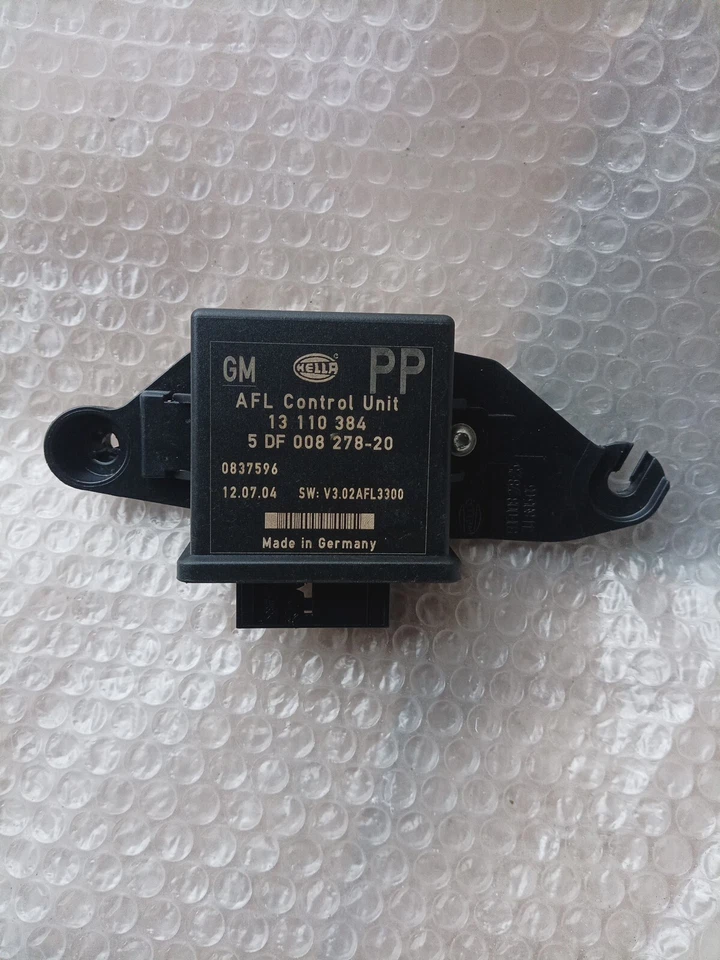 GM HELLA PP
AFL Control Unit
13 110 384
5 DF 008 278-20
0837596
12.07.04 SW: V3.02AFL3300
Made in Germany